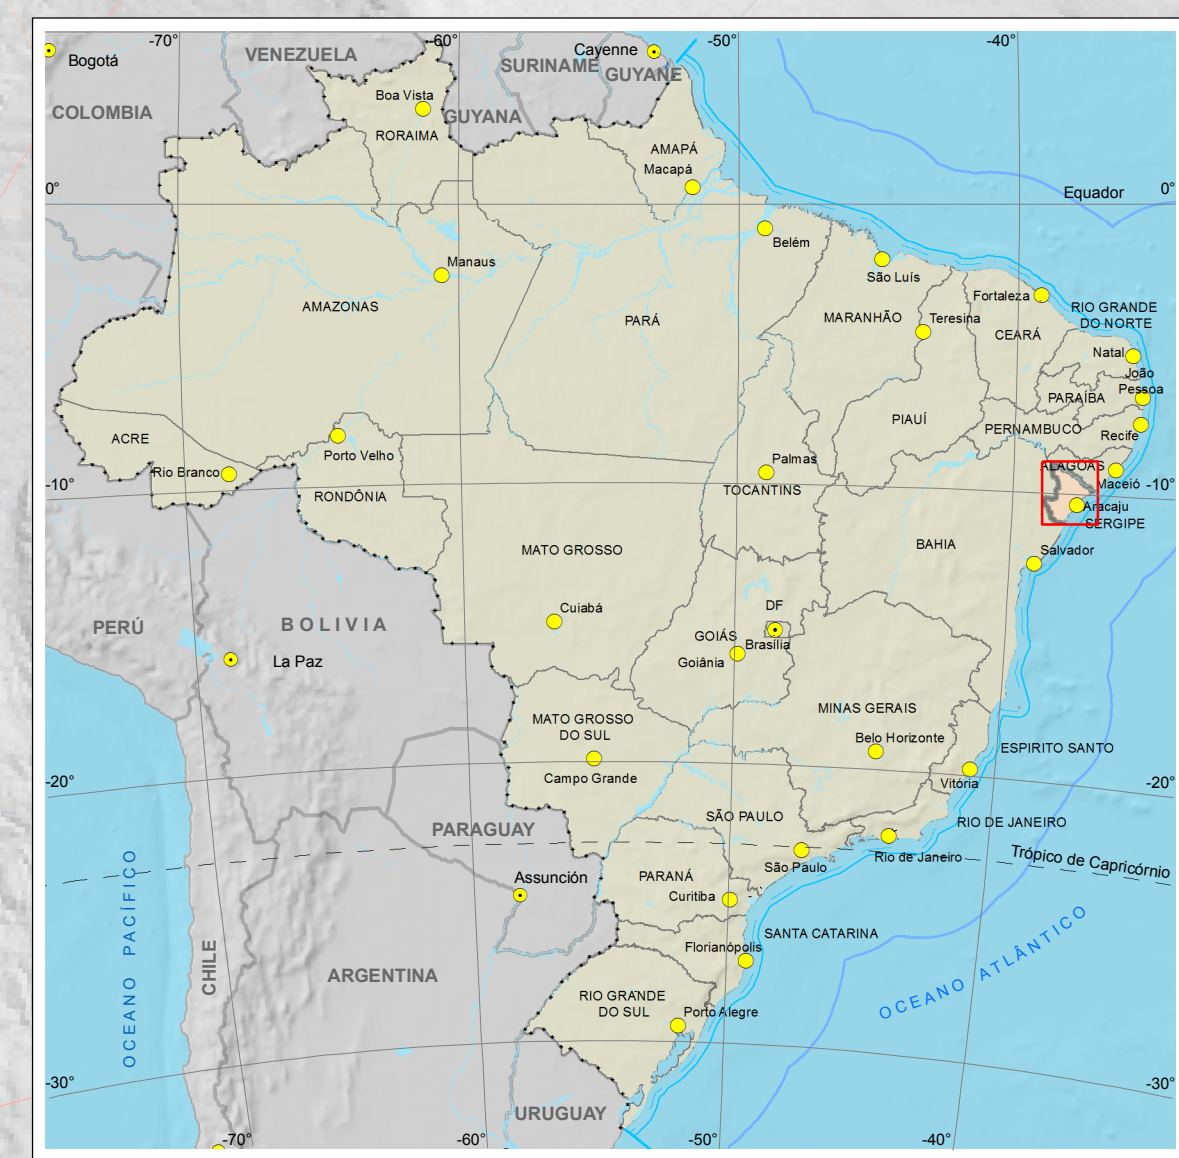 -70°
-60°
-50°
-40°
Bogotá
VENEZUELA
Cayenne
SURINAME
GUYANE
COLOMBIA
Boa Vista
GUYANA
RORAIMA
AMAPÁ
Macapá
0°
Equador
0°
Belém
Manaus
São Luís
AMAZONAS
PARÁ
MARANHÃO
Fortaleza
Teresina
CEARÁ
RIO GRANDE
DO NORTE
Natal
João
Pessoa
PARAÍBA
PIAUÍ
PERNAMBUCO
Recife
ACRE
Porto Velho
Rio Branco
RONDÔNIA
Palmas
TOCANTINS
ALAGOAS
Maceió
-10°
-10°
Aracaju
SERGIPE
MATO GROSSO
BAHIA
Salvador
Cuiabá
DF
GOIÁS
Brasília
Goiânia
PERÚ
BOLIVIA
La Paz
MATO GROSSO
DO SUL
Campo Grande
MINAS GERAIS
Belo Horizonte
ESPIRITO SANTO
Vitória
-20°
-20°
SÃO PAULO
RIO DE JANEIRO
PARAGUAY
São Paulo
Rio de Janeiro
Trópico de Capricórnio
Assunción
PARANÁ
Curitiba
SANTA CATARINA
Florianópolis
OCEANO PACÍFICO
CHILE
ARGENTINA
OCEANO ATLÂNTICO
RIO GRANDE
DO SUL
Porto Alegre
-30°
-30°
URUGUAY
-70°
-60°
-50°
-40°